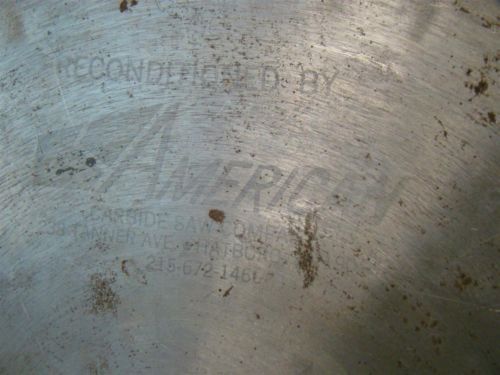 RECONDITIONED BY
AMERICAN
CARBIDE SAW COMPANY
TANNER AVE. HATBORO,
215-672-1466